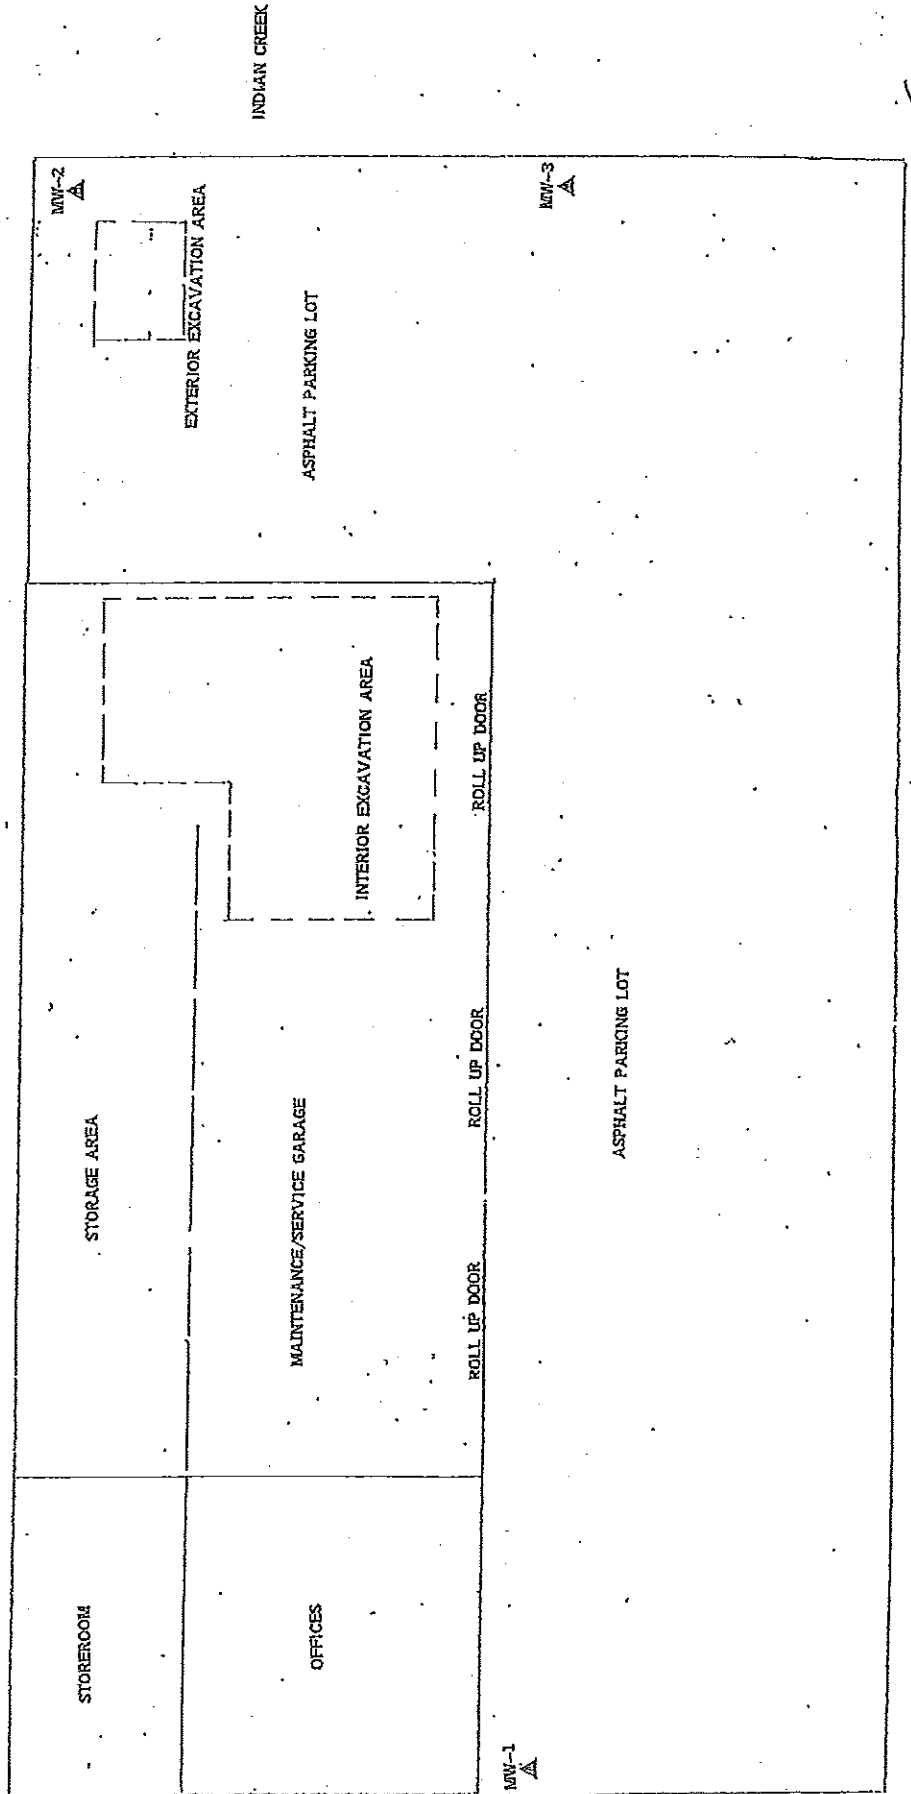 INDIAN CREEK
MW-2
MW-3
EXTERIOR EXCAVATION AREA
ASPHALT PARKING LOT
INTERIOR EXCAVATION AREA
ROLL UP DOOR
STORAGE AREA
MAINTENANCE/SERVICE GARAGE
ROLL UP DOOR
ASPHALT PARKING LOT
ROLL UP DOOR
STOREROOM
OFFICES
MW-1